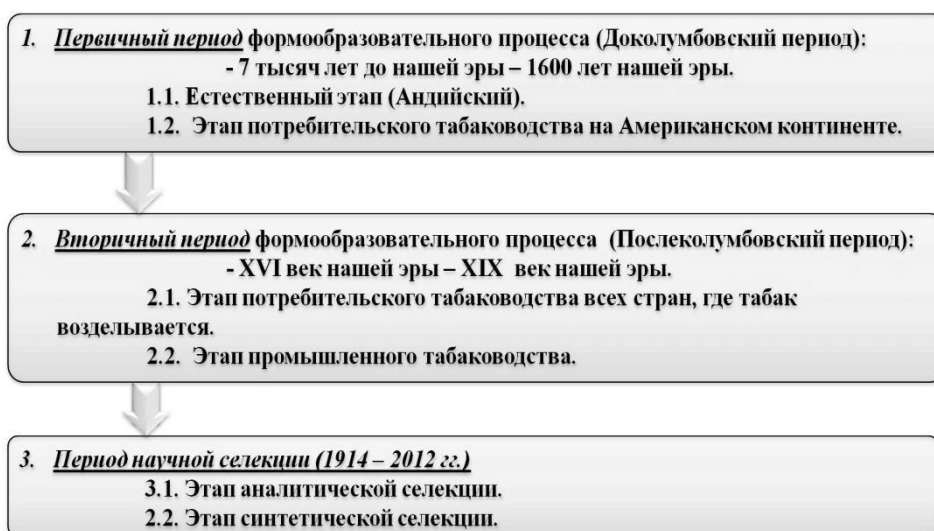 1. Первичный период формообразовательного процесса (Доколумбовский период):
- 7 тысяч лет до нашей эры – 1600 лет нашей эры.
1.1. Естественный этап (Андийский).
1.2. Этап потребительского табаководства на Американском континенте.
2. Вторичный период формообразовательного процесса (Послеколумбовский период):
- XVI век нашей эры – XIX век нашей эры.
2.1. Этап потребительского табаководства всех стран, где табак
возделывается.
2.2. Этап промышленного табаководства.
3. Период научной селекции (1914 – 2012 гг.)
3.1. Этап аналитической селекции.
2.2. Этап синтетической селекции.